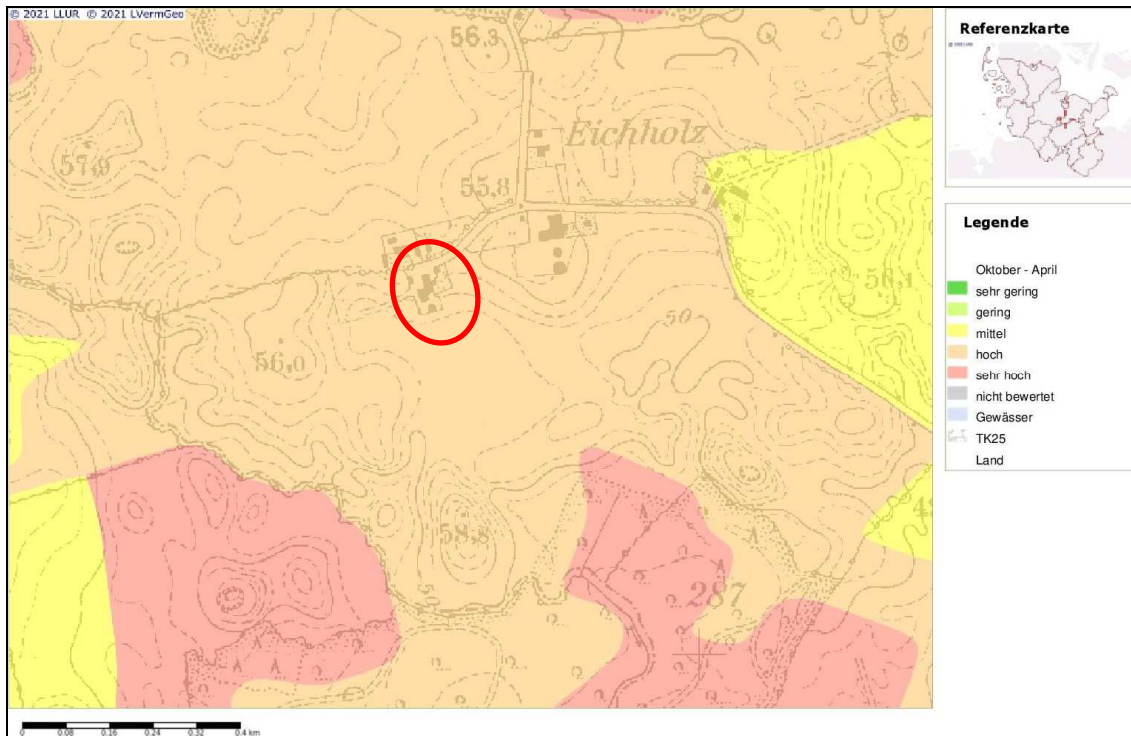 © 2021 LLUR © 2021 LVermGeo
56,3
Eichholz
57,9
55,8
56,1
50
56,0
58,8
287
0 0.08 0.16 0.24 0.32 0.4 km
Referenzkarte
Legende
Oktober - April
sehr gering
gering
mittel
hoch
sehr hoch
nicht bewertet
Gewässer
TK25
Land